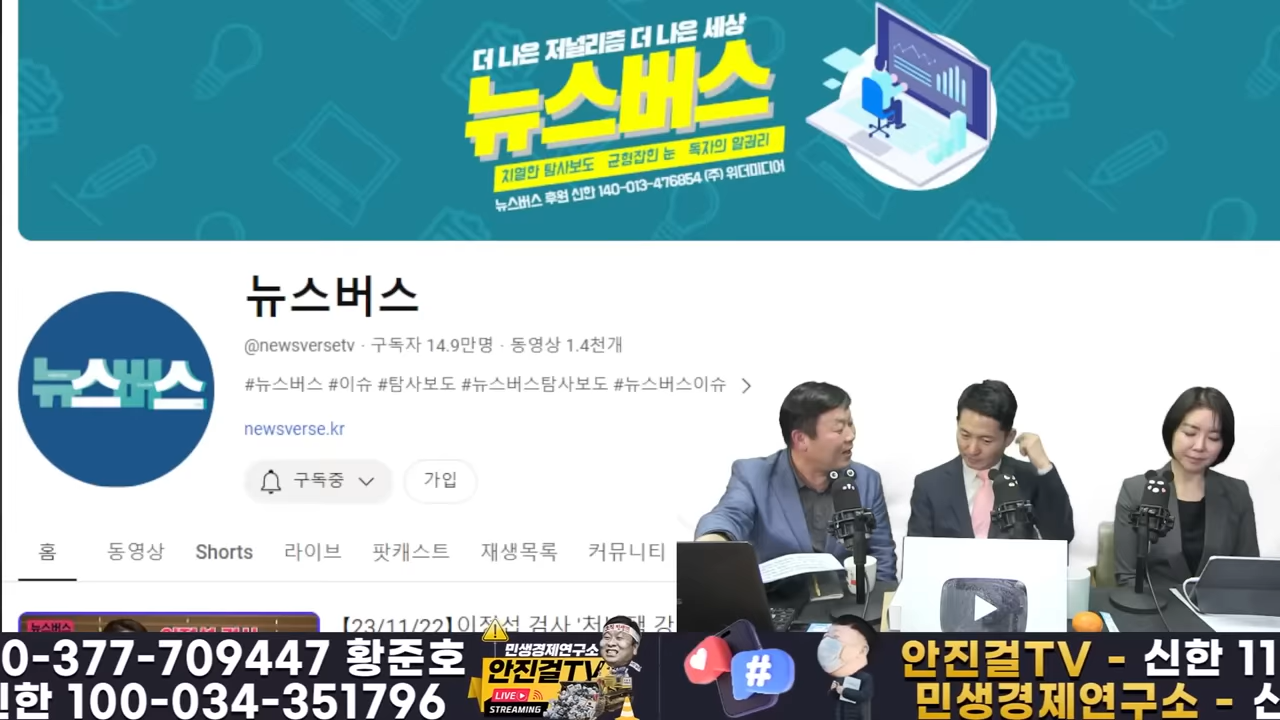 더 나은 저널리즘 더 나은 세상
뉴스버스
치열한 탐사보도 균형잡힌 눈 독자의 알권리
뉴스버스 후원 신한 140-013-476854 (주) 위더미디어
뉴스버스
뉴스버스
@newsversetv · 구독자 14.9만명 · 동영상 1.4천개
#뉴스버스 #이슈 #탐사보도 #뉴스버스탐사보도 #뉴스버스이슈
newsverse.kr
구독중
가입
홈 동영상 Shorts 라이브 팟캐스트 재생목록 커뮤니티
뉴스버스
【23/11/22】이정섭 검사
0-377-709447 황준호
신한 100-034-351796
민생경제연구소
안진걸TV
LIVE
STREAMING
#
안진걸TV - 신한 11
민생경제연구소 -